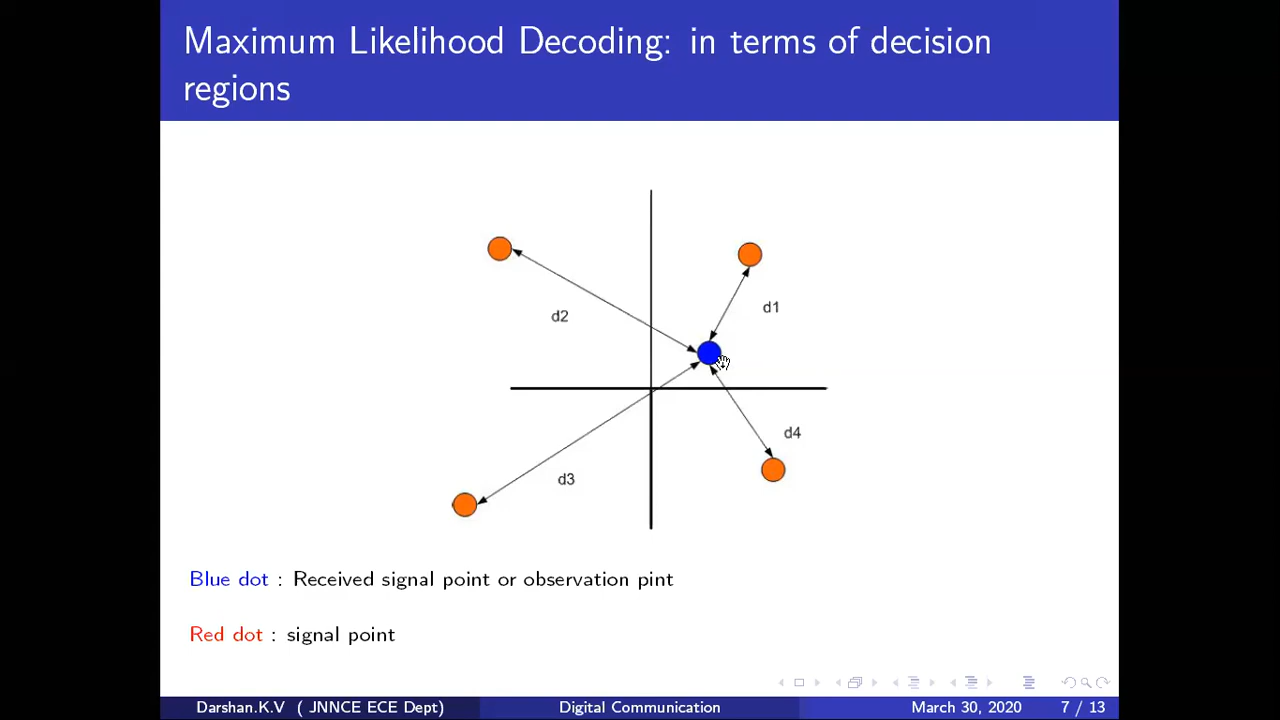 Maximum Likelihood Decoding: in terms of decision
regions
d2
d1
d4
d3
Blue dot : Received signal point or observation pint
Red dot : signal point
Darshan.K.V ( JNNCE ECE Dept) Digital Communication March 30, 2020 7 / 13